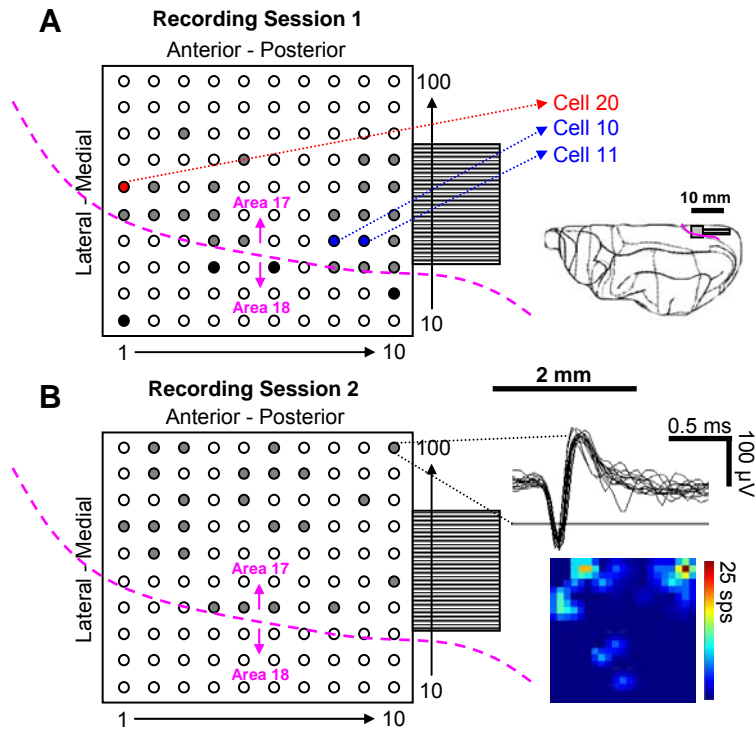 A
Recording Session 1
Anterior - Posterior
Lateral - Medial
100
10
1
10
Area 17
Area 18
Cell 20
Cell 10
Cell 11
10 mm
B
Recording Session 2
Anterior - Posterior
Lateral - Medial
100
10
1
10
Area 17
Area 18
2 mm
0.5 ms
100 µV
25 sps